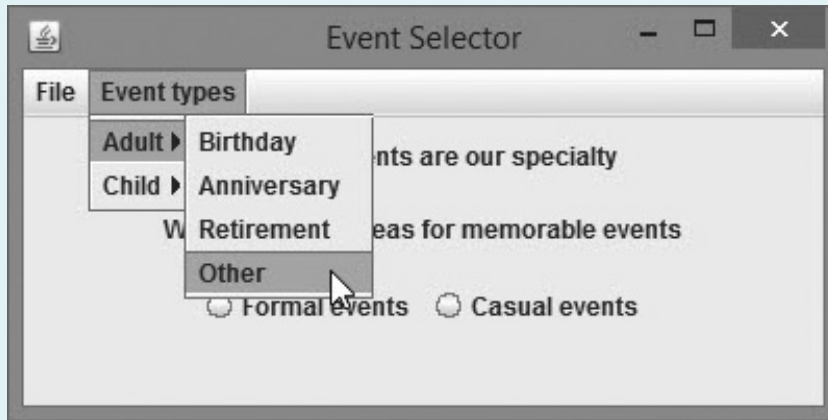 Event Selector
File Event types
Adult Birthday
nts are our specialty
Child Anniversary
W Retirement eas for memorable events
Other
Formal events Casual events